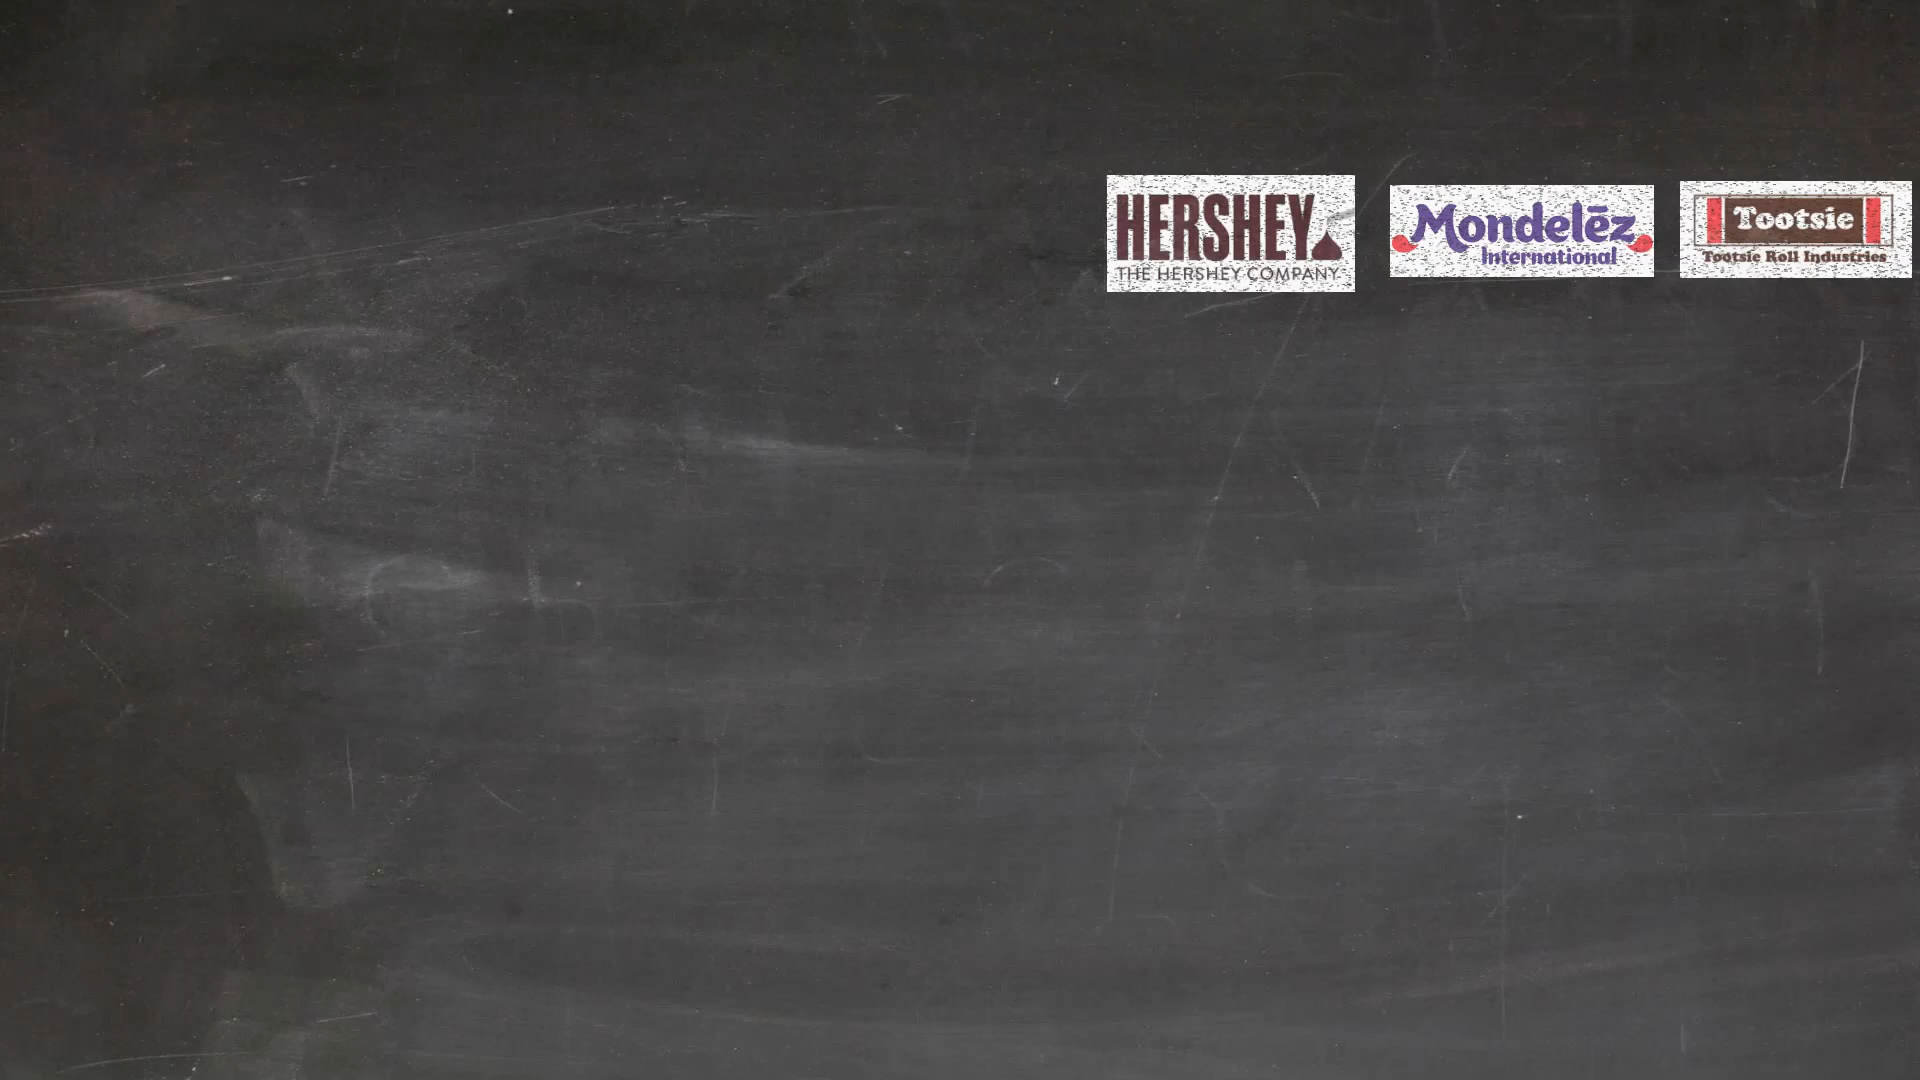 HERSHEY
THE HERSHEY COMPANY
Mondelēz
International
Tootsie
Tootsie Roll Industries